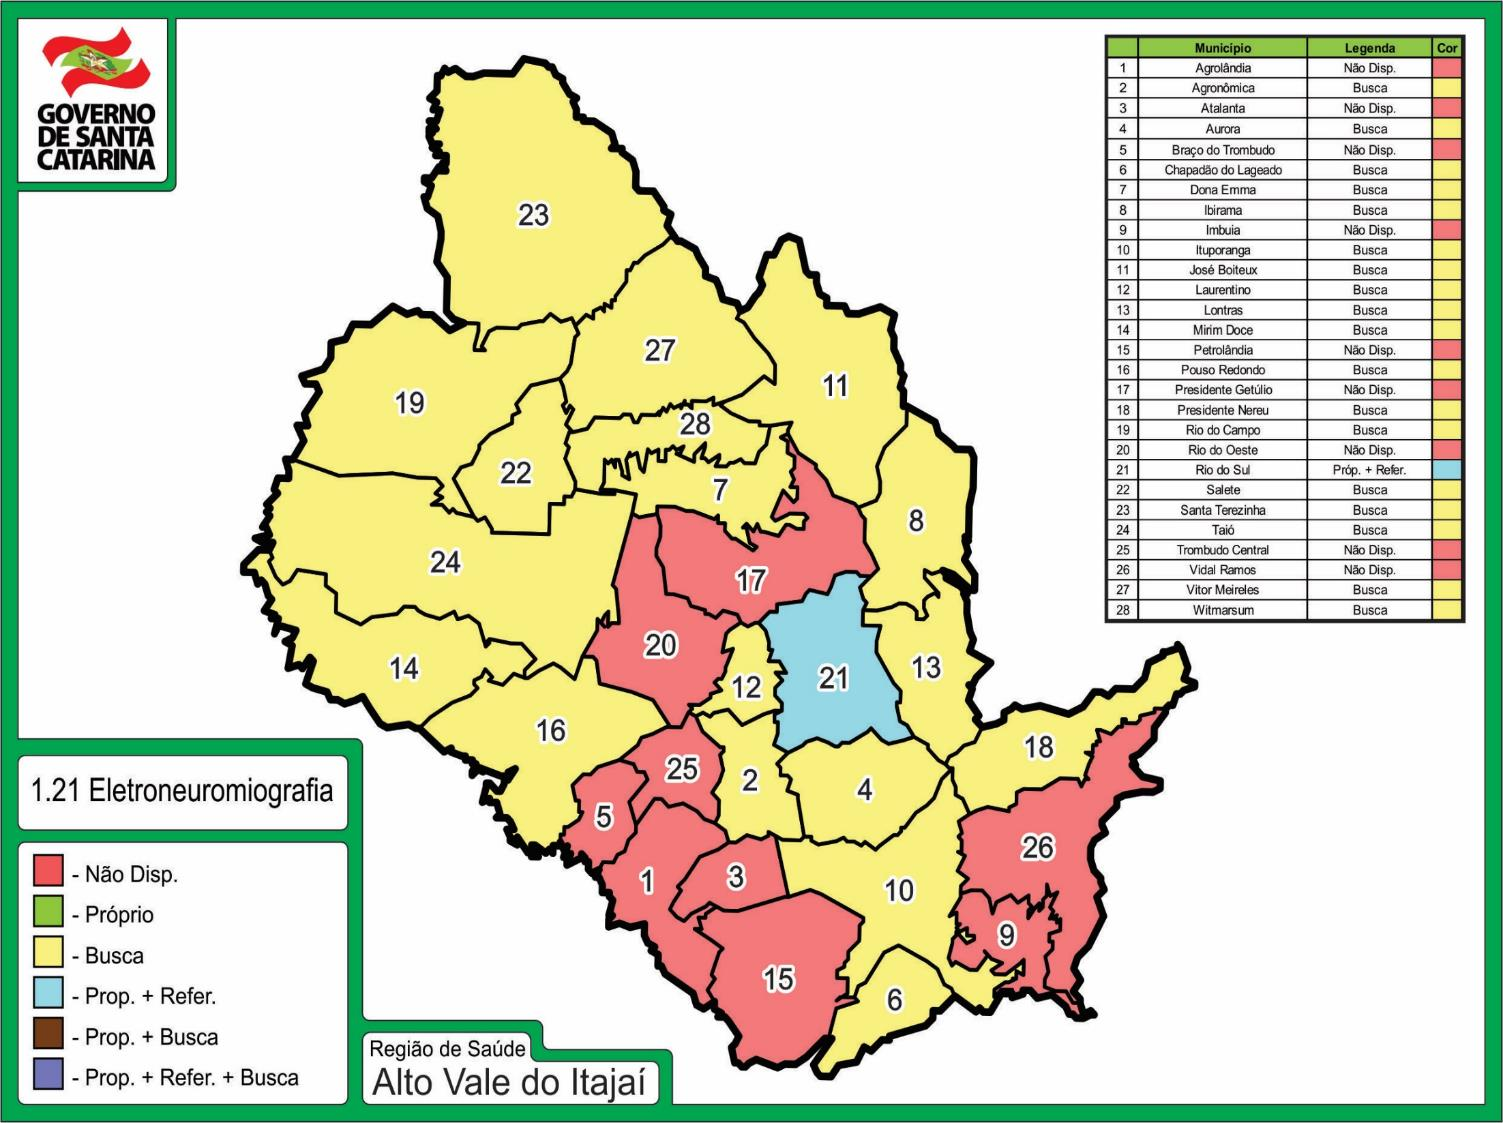 GOVERNO
DE SANTA
CATARINA
Município Legenda Cor
1 Agrolândia Não Disp.
2 Agronômica Busca
3 Atalanta Não Disp.
4 Aurora Busca
5 Braço do Trombudo Não Disp.
6 Chapadão do Lageado Busca
7 Dona Emma Busca
8 Ibirama Busca
9 Imbuia Não Disp.
10 Ituporanga Busca
11 José Boiteux Busca
12 Laurentino Busca
13 Lontras Busca
14 Mirim Doce Busca
15 Petrolândia Não Disp.
16 Pouso Redondo Busca
17 Presidente Getúlio Não Disp.
18 Presidente Nereu Busca
19 Rio do Campo Busca
20 Rio do Oeste Não Disp.
21 Rio do Sul Próp. + Refer.
22 Salete Busca
23 Santa Terezinha Busca
24 Taió Busca
25 Trombudo Central Não Disp.
26 Vidal Ramos Não Disp.
27 Vitor Meireles Busca
28 Witmarsum Busca
23
27
11
19
28
22
7
8
24
17
20
14
12
21
13
16
18
25
2
4
5
26
1
3
10
9
15
6
1.21 Eletroneuromiografia
- Não Disp.
- Próprio
- Busca
- Prop. + Refer.
- Prop. + Busca
- Prop. + Refer. + Busca
Região de Saúde
Alto Vale do Itajaí